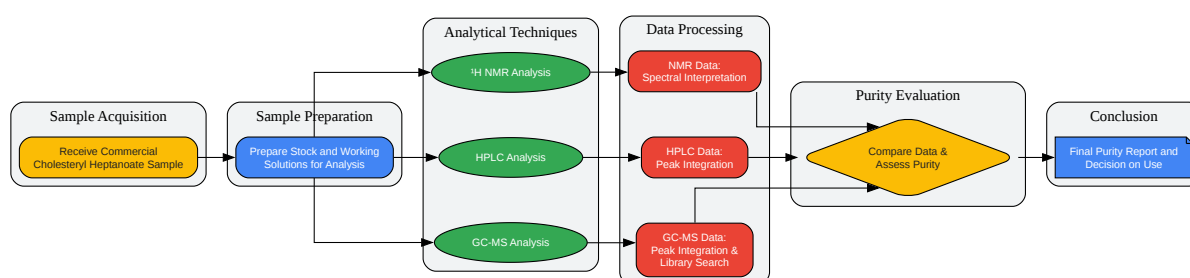 Sample Acquisition
Receive Commercial
Cholesteryl Heptanoate Sample
Sample Preparation
Prepare Stock and Working
Solutions for Analysis
Analytical Techniques
¹H NMR Analysis
HPLC Analysis
GC-MS Analysis
Data Processing
NMR Data:
Spectral Interpretation
HPLC Data:
Peak Integration
GC-MS Data:
Peak Integration &
Library Search
Purity Evaluation
Compare Data &
Assess Purity
Conclusion
Final Purity Report and
Decision on Use